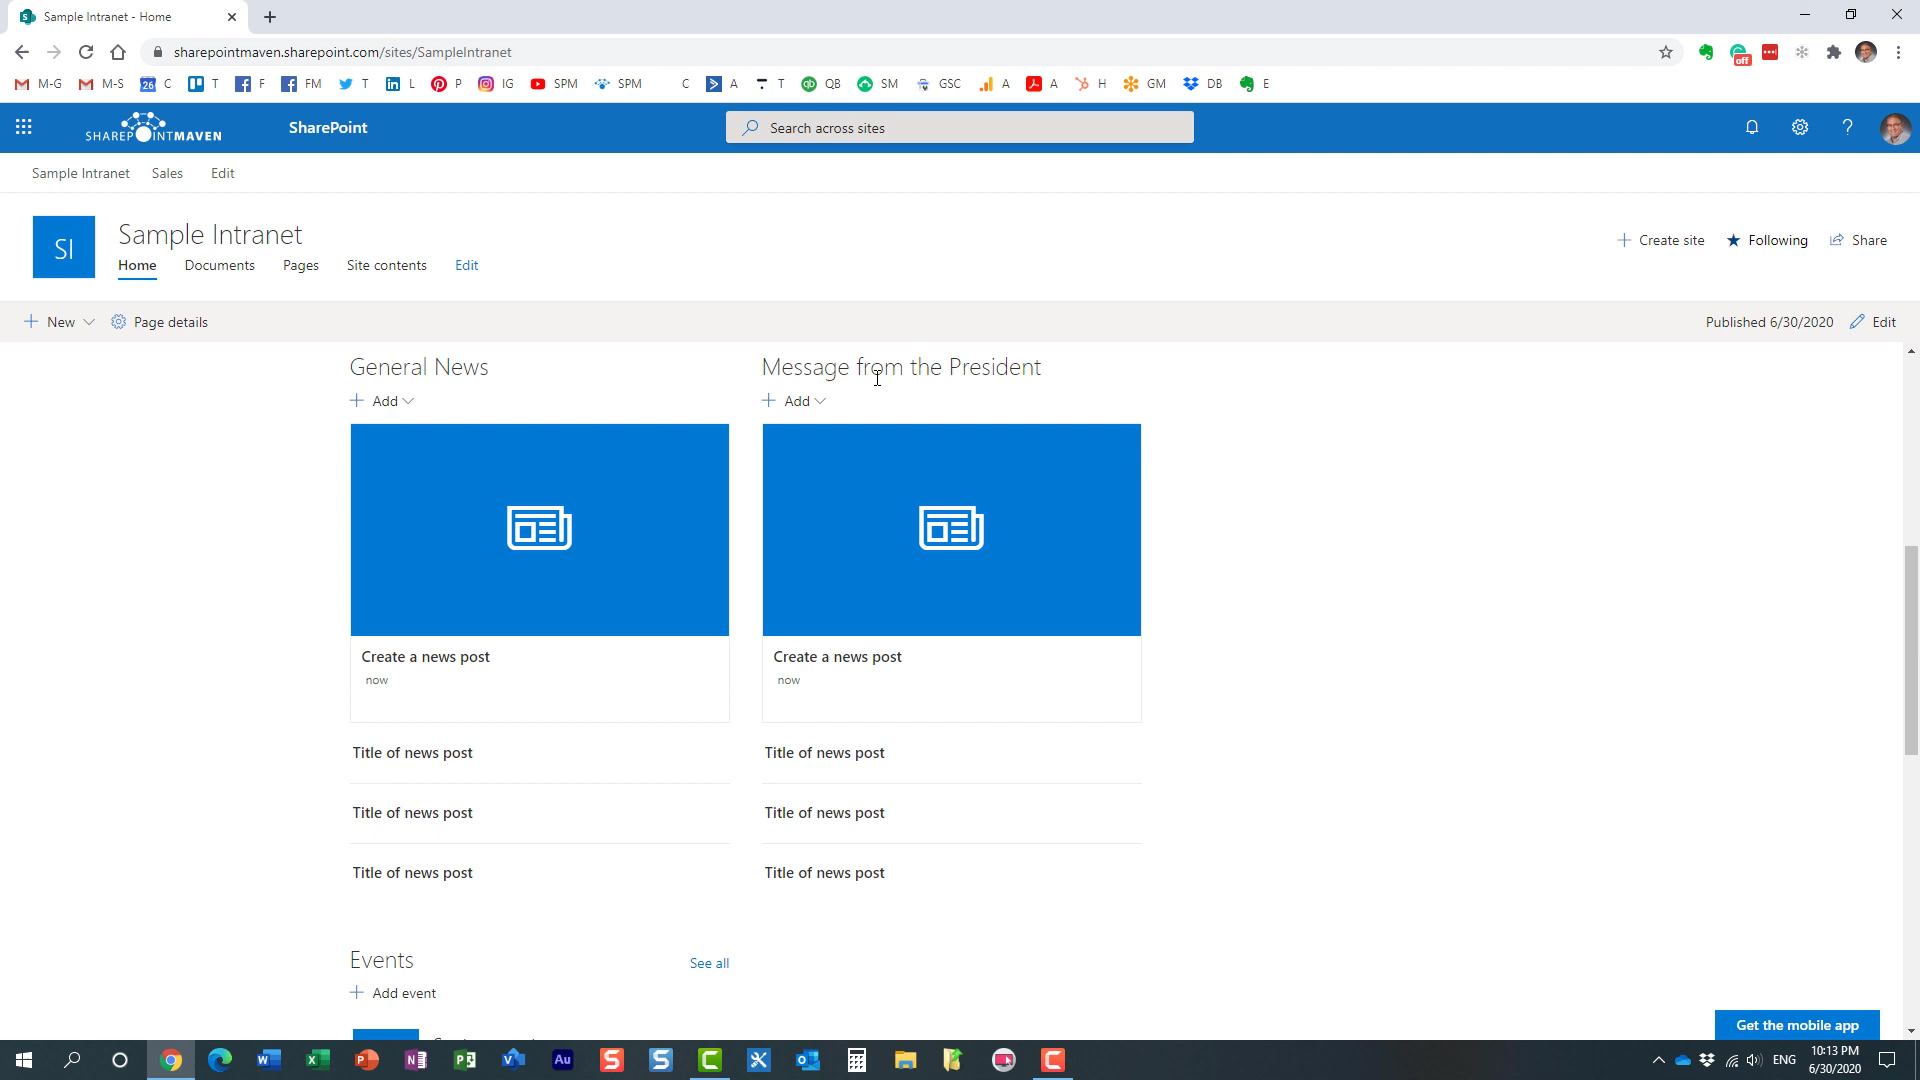 Sample Intranet - Home
sharepointmaven.sharepoint.com/sites/SampleIntranet
off
M-G M-S 26 C T F FM T L P IG SPM SPM C A T QB SM GSC A A H GM DB E
SHAREPOINTMAVEN SharePoint Search across sites
Sample Intranet Sales Edit
SI
Sample Intranet
Home Documents Pages Site contents Edit
Create site Following Share
New Page details Published 6/30/2020 Edit
General News Message from the President
Add Add
Create a news post Create a news post
now now
Title of news post Title of news post
Title of news post Title of news post
Title of news post Title of news post
Events See all
Add event
Get the mobile app
ENG 10:13 PM
6/30/2020